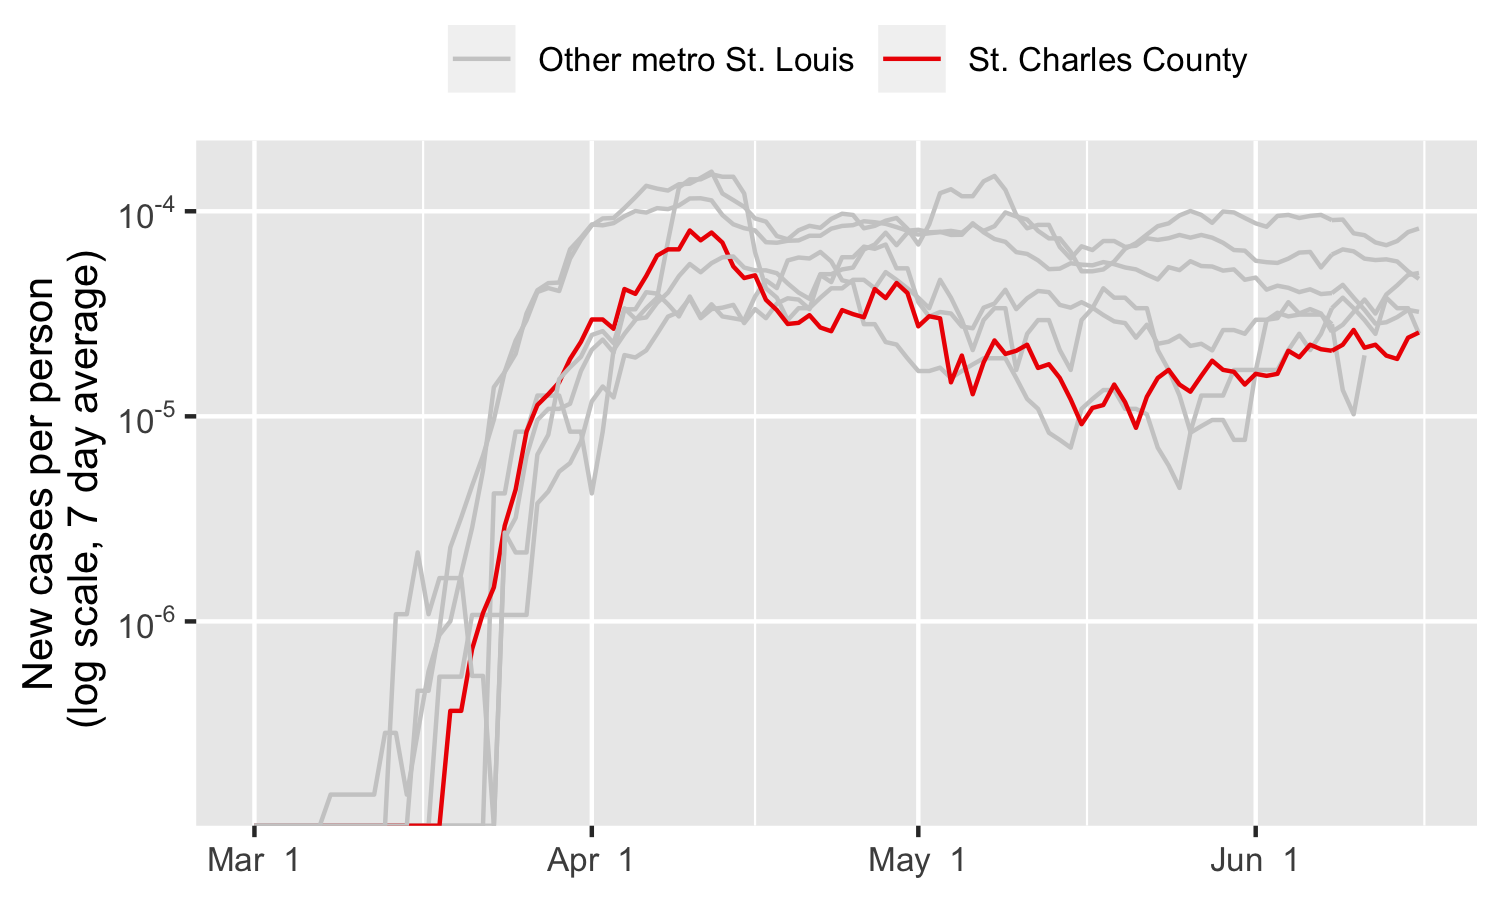 Other metro St. Louis St. Charles County
New cases per person
(log scale, 7 day average)
10-4
10-5
10-6
Mar 1 Apr 1 May 1 Jun 1